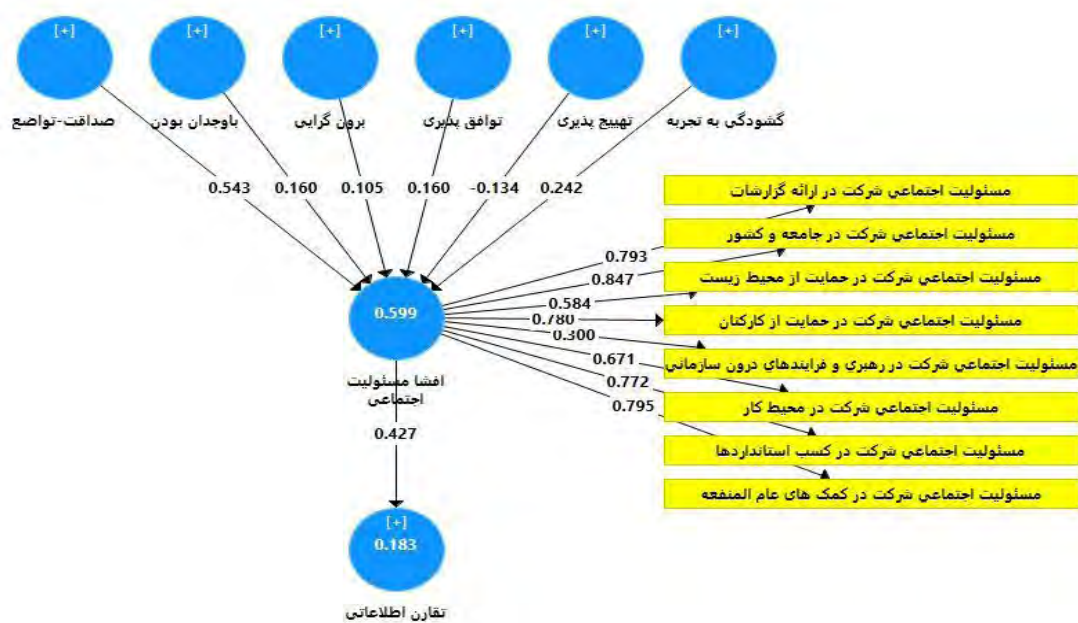 [+] [+] [+] [+] [+] [+]
صداقت-تواضع باوجدان بودن برون گرایی توافق پذیری تهییج پذیری گشودگی به تجربه
0.543 0.160 0.105 0.160 -0.134 0.242
مسئولیت اجتماعی شرکت در ارائه گزارشات
مسئولیت اجتماعی شرکت در جامعه و کشور
مسئولیت اجتماعی شرکت در حمایت از محیط زیست
مسئولیت اجتماعی شرکت در حمایت از کارکنان
مسئولیت اجتماعی شرکت در رهبری و فرایندهای درون سازمانی
مسئولیت اجتماعی شرکت در محیط کار
مسئولیت اجتماعی شرکت در کسب استانداردها
مسئولیت اجتماعی شرکت در کمک های عام المنفعه
0.793
0.847
0.584
0.780
0.300
0.671
0.772
0.795
0.599
افشا مسئولیت
اجتماعی
0.427
[+]
0.183
تقارن اطلاعاتی